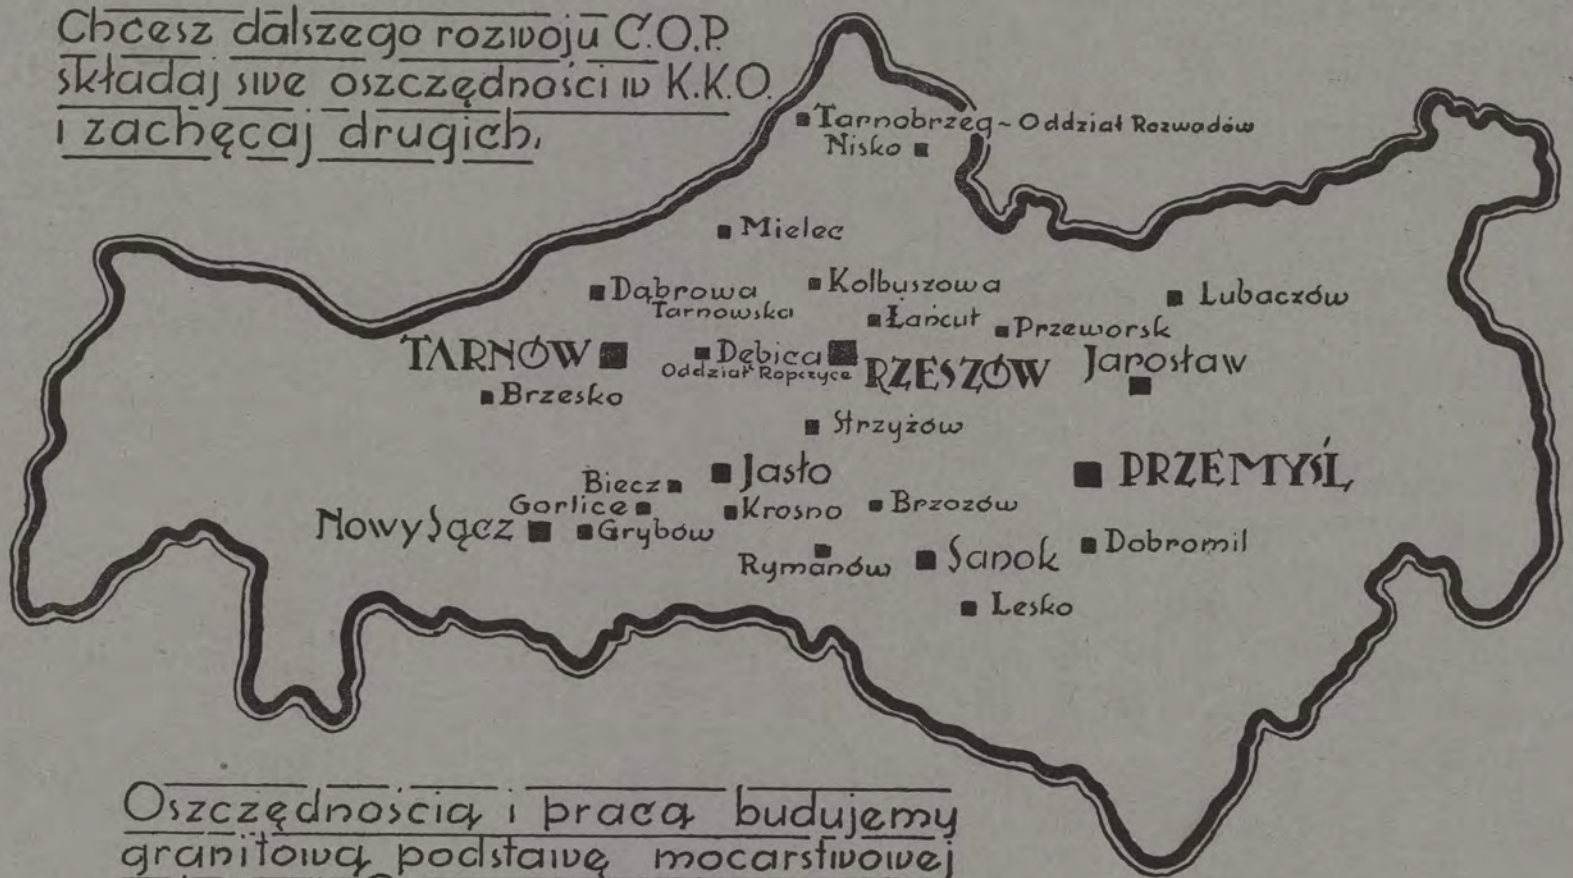 Chcesz dalszego rozwoju C.O.P.
składaj swe oszczędności w K.K.O.
i zachęcaj drugich.
Tarnobrzeg - Oddział Rozwadów
Nisko
Mielec
Dąbrowa
Tarnowska
Kolbuszowa
Łańcut
Przeworsk
Lubaczów
TARNÓW
Dębica
Oddział Ropczyce
RZESZÓW
Jarosław
Brzesko
Strzyżów
Jasło
PRZEMYŚL
Biecz
Gorlice
Krosno
Brzozów
Nowy Sącz
Grybów
Rymanów
Sanok
Dobromil
Lesko
Oszczędnością i pracą budujemy
granitową podstawę mocarstwowej